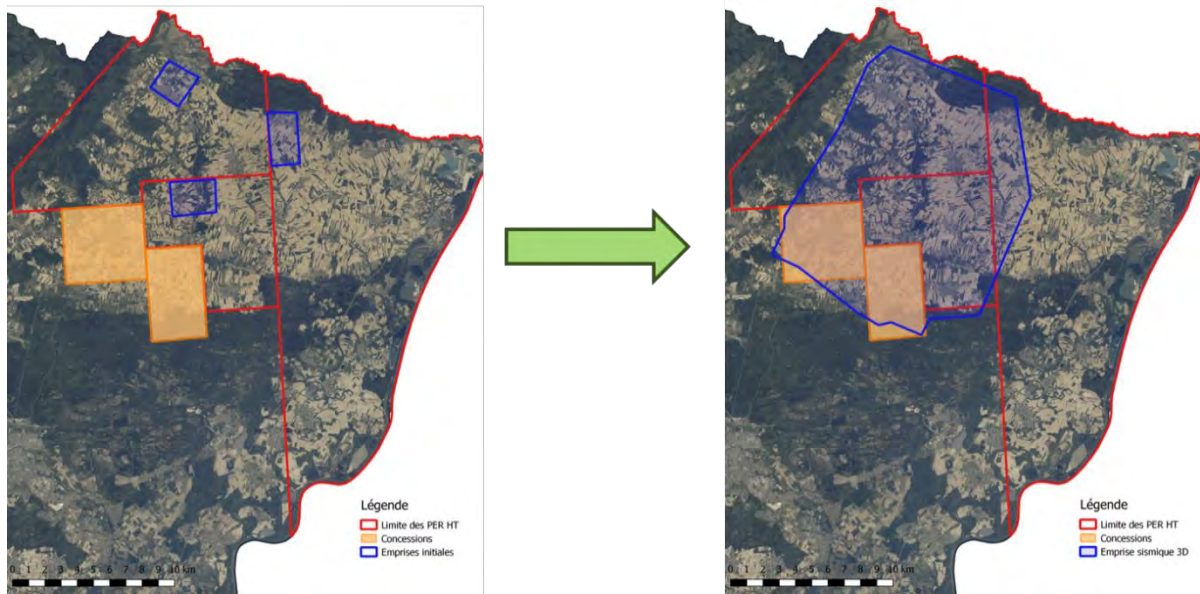 Légende
Limite des PER HT
Concessions
Emprises initiales
0 1 2 3 4 5 6 7 8 9 10 km
Légende
Limite des PER HT
Concessions
Emprise sismique 3D
0 1 2 3 4 5 6 7 8 9 10 km